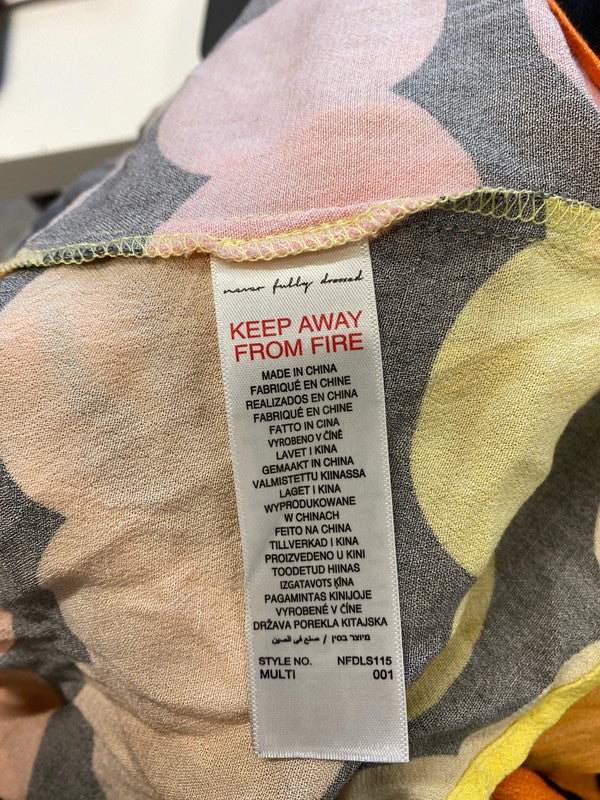 never fully dressed
KEEP AWAY
FROM FIRE
MADE IN CHINA
FABRIQUÉ EN CHINE
REALIZADOS EN CHINA
FABRIQUÉ EN CHINE
FATTO IN CINA
VYROBENO V ČÍNĚ
LAVET I KINA
GEMAAKT IN CHINA
VALMISTETTU KIINASSA
LAGET I KINA
WYPRODUKOWANE
W CHINACH
FEITO NA CHINA
TILLVERKAD I KINA
PROIZVEDENO U KINI
TOODETUD HIINAS
IZGATAVOTS ĶĪNA
PAGAMINTAS KINIJOJE
VYROBENÉ V ČÍNE
DRŽAVA POREKLA KITAJSKA
מיוצר בסין / صنع في الصين
STYLE NO. NFDLS115
MULTI 001